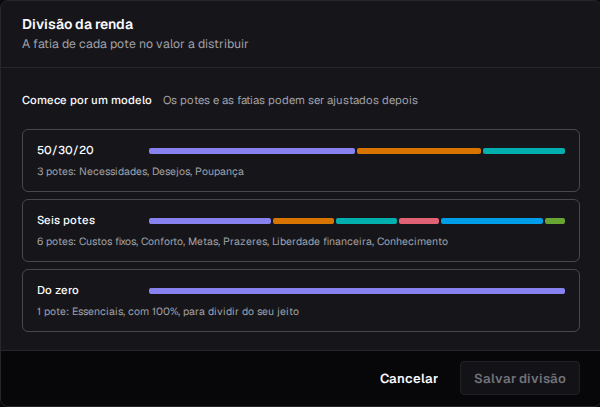 Divisão da renda
A fatia de cada pote no valor a distribuir
Comece por um modelo Os potes e as fatias podem ser ajustados depois
50/30/20
3 potes: Necessidades, Desejos, Poupança
Seis potes
6 potes: Custos fixos, Conforto, Metas, Prazeres, Liberdade financeira, Conhecimento
Do zero
1 pote: Essenciais, com 100%, para dividir do seu jeito
Cancelar Salvar divisão